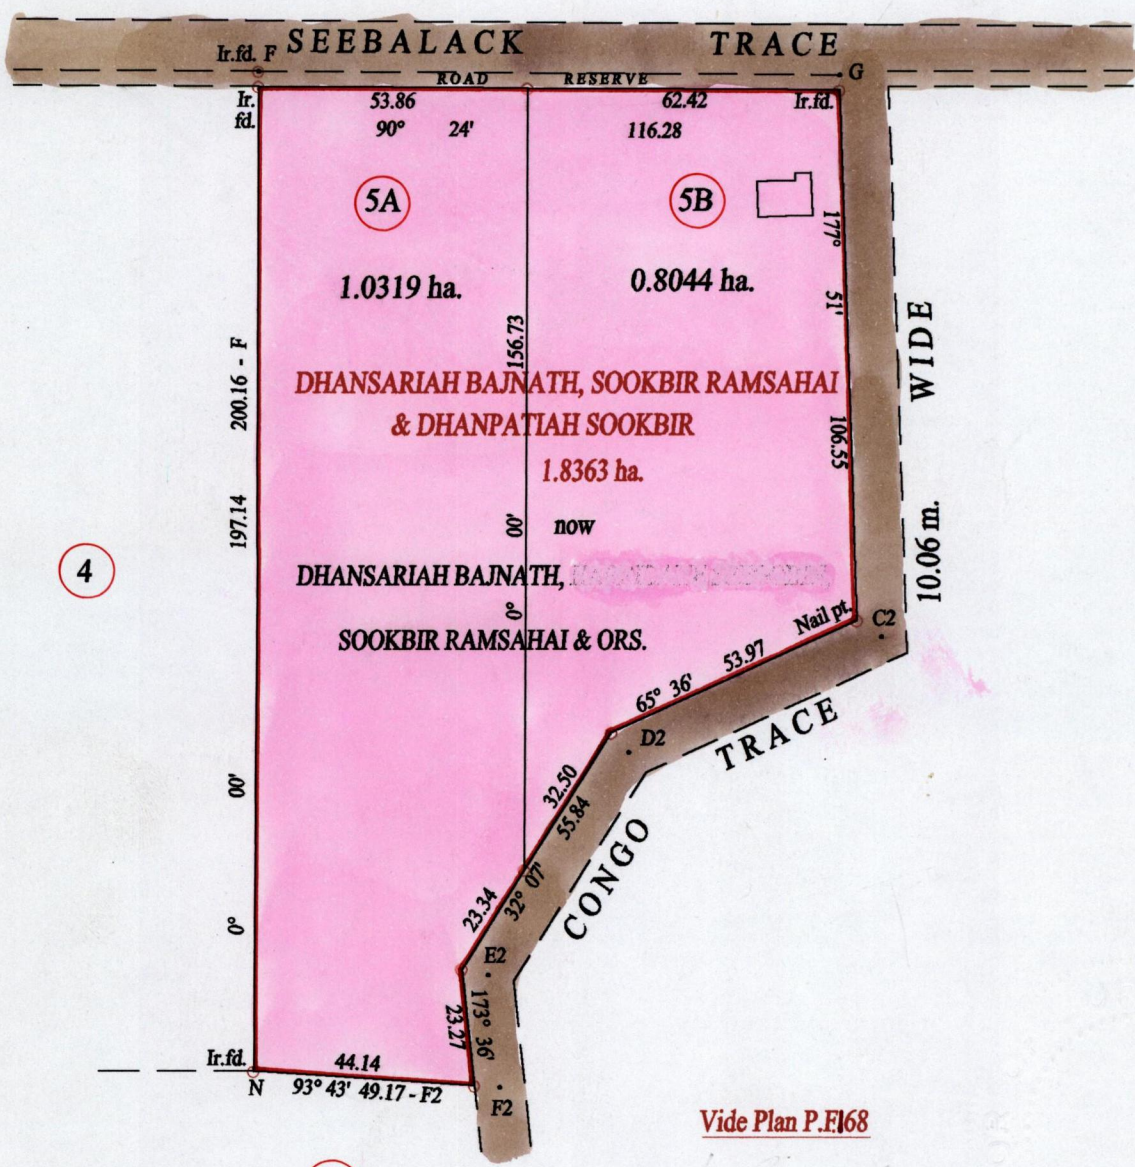 SEEBALACK TRACE
Ir.fd. F
G
ROAD RESERVE
Ir. fd.
53.86
62.42
Ir.fd.
90° 24'
116.28
5A
5B
177° 51'
1.0319 ha.
0.8044 ha.
WIDE
156.73
200.16 - F
DHANSARIAH BAJNATH, SOOKBIR RAMSAHAI
& DHANPATIAH SOOKBIR
106.55
1.8363 ha.
197.14
00'
now
10.06 m.
4
DHANSARIAH BAJNATH,
0°
Nail pt.
C2
SOOKBIR RAMSAHAI & ORS.
53.97
65° 36'
D2
TRACE
00'
32.50
55.84
CONGO
0°
23.34
32° 07'
E2
23.27
173° 36'
Ir.fd.
44.14
N
93° 43' 49.17 - F2
F2
Vide Plan P.F.168